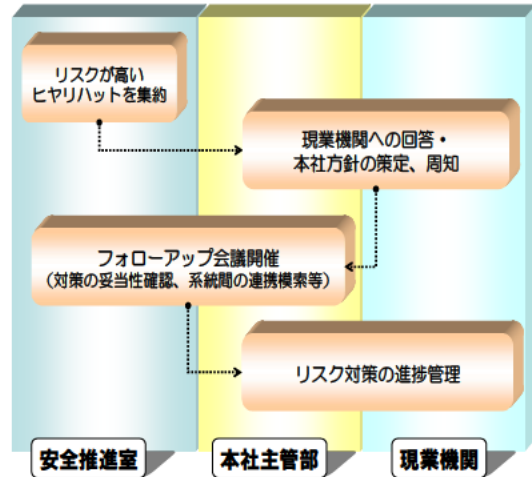 リスクが高い
ヒヤリハットを集約
現業機関への回答・
本社方針の策定、周知
フォローアップ会議開催
（対策の妥当性確認、系統間の連携模索等）
リスク対策の進捗管理
安全推進室
本社主管部
現業機関